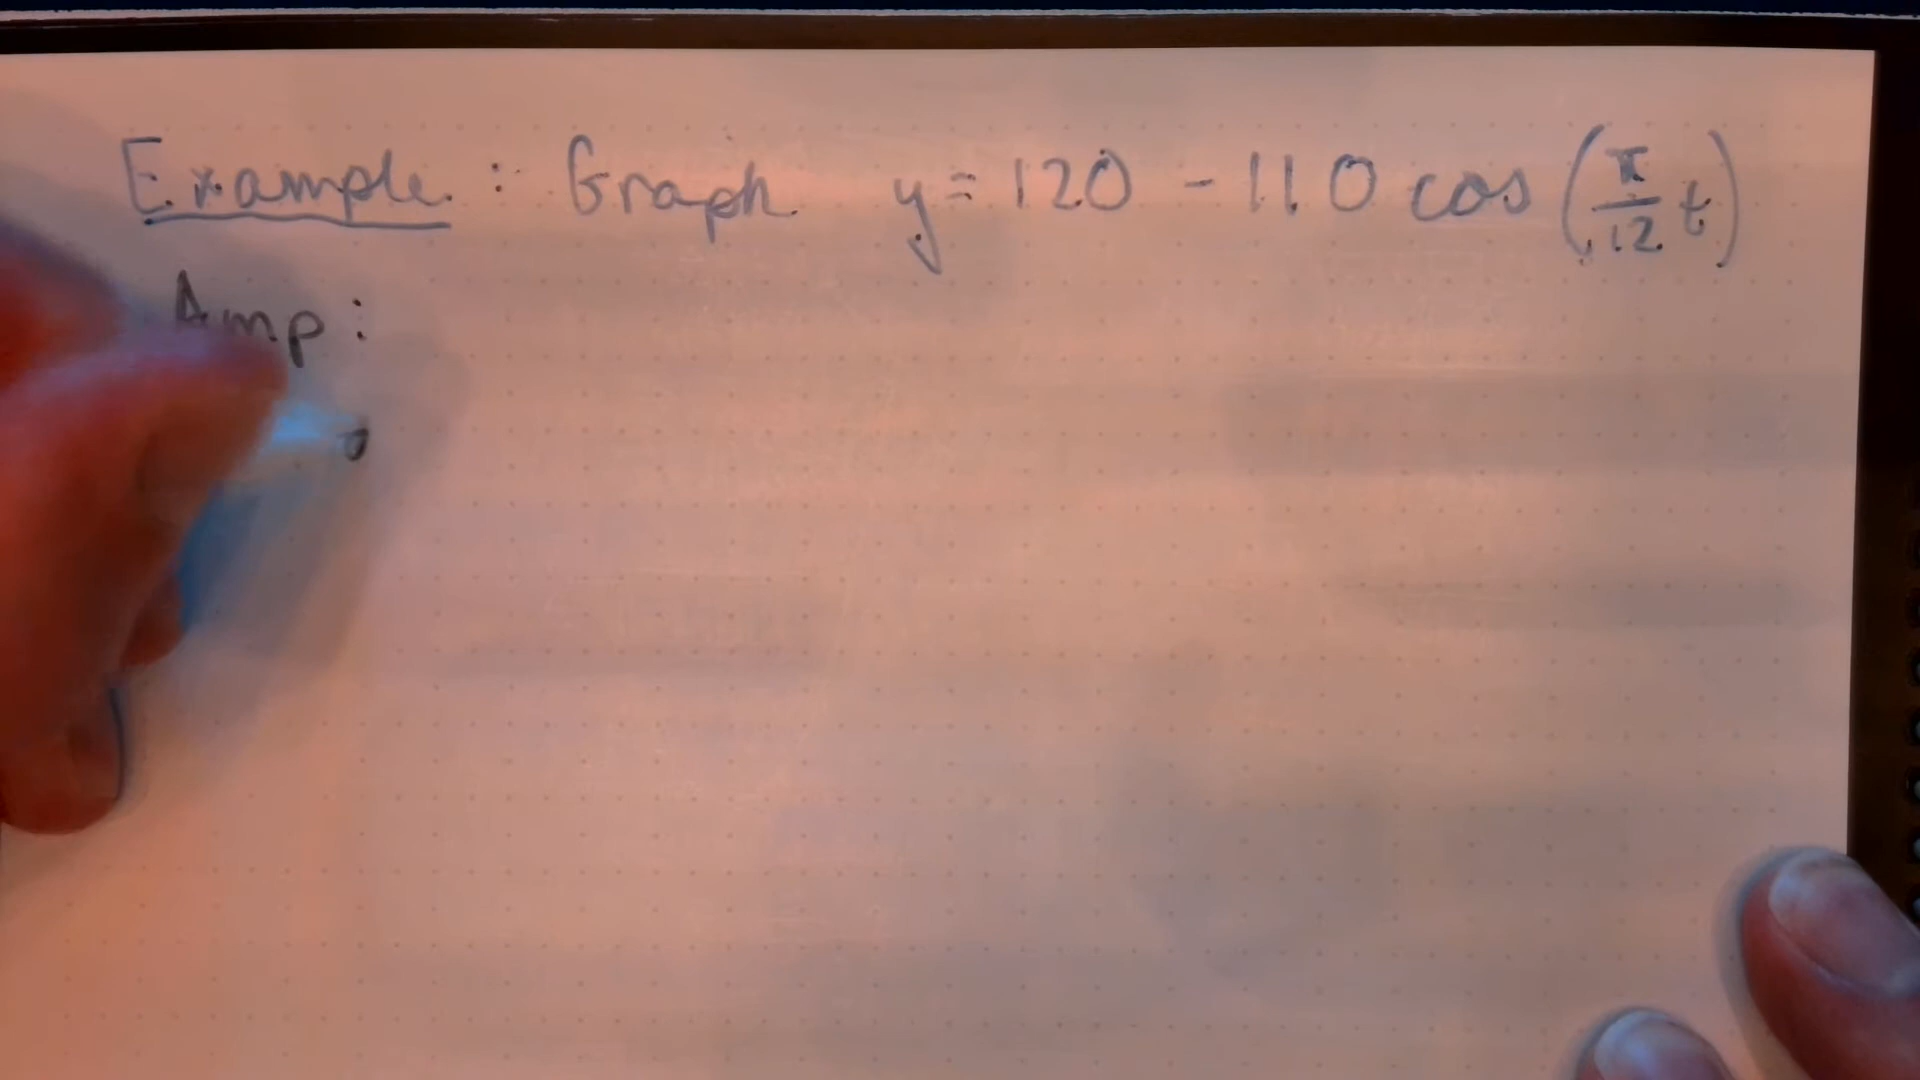 Example : Graph y = 120 - 110 cos (π/12 t)
Amp :